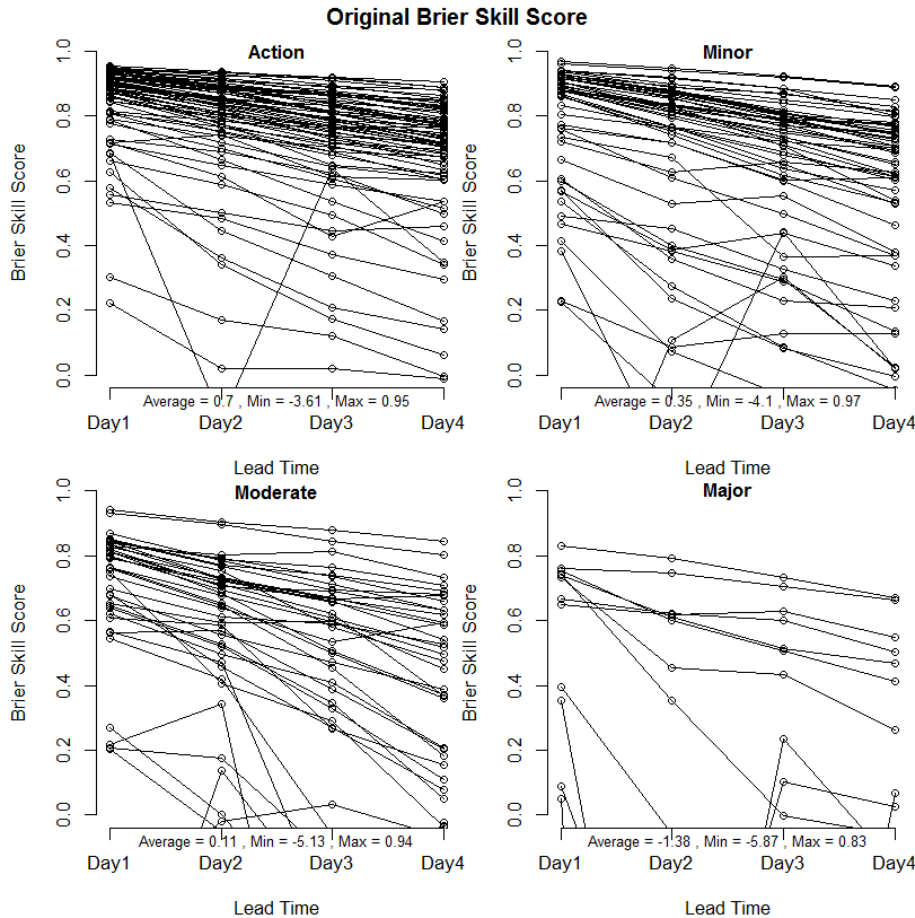 Original Brier Skill Score
Action
Brier Skill Score
1.0
0.8
0.6
0.4
0.2
0.0
Average = 0.7 , Min = -3.61 , Max = 0.95
Day1 Day2 Day3 Day4
Lead Time
Minor
Brier Skill Score
1.0
0.8
0.6
0.4
0.2
0.0
Average = 0.35 , Min = -4.1 , Max = 0.97
Day1 Day2 Day3 Day4
Lead Time
Moderate
Brier Skill Score
1.0
0.8
0.6
0.4
0.2
0.0
Average = 0.11 , Min = -5.13 , Max = 0.94
Day1 Day2 Day3 Day4
Lead Time
Major
Brier Skill Score
1.0
0.8
0.6
0.4
0.2
0.0
Average = -1.38 , Min = -5.87 , Max = 0.83
Day1 Day2 Day3 Day4
Lead Time